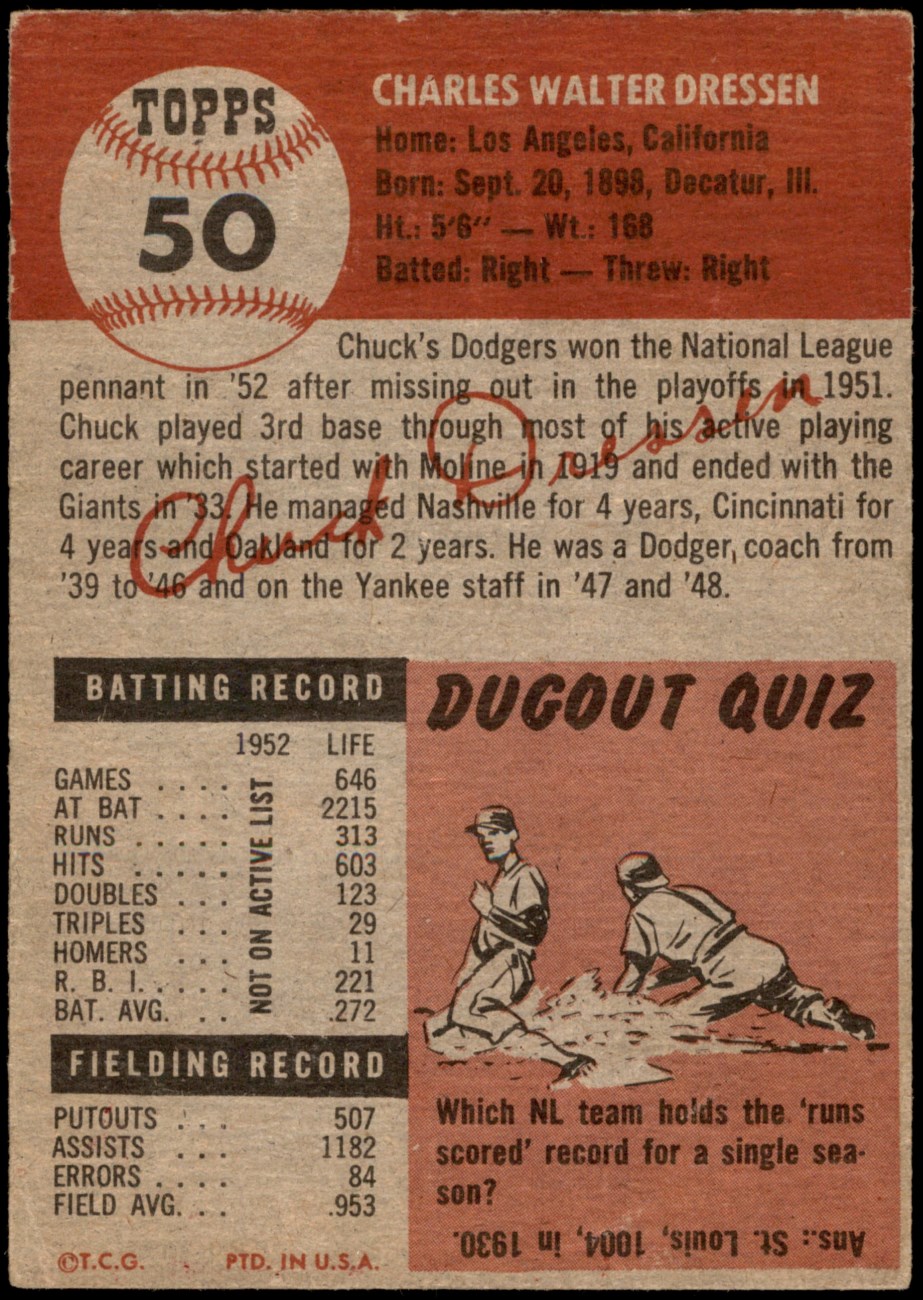 TOPPS
50
CHARLES WALTER DRESSEN
Home: Los Angeles, California
Born: Sept. 20, 1898, Decatur, Ill.
Ht.: 5'6" — Wt.: 168
Batted: Right — Threw: Right
Chuck's Dodgers won the National League
pennant in '52 after missing out in the playoffs in 1951.
Chuck played 3rd base through most of his active playing
career which started with Moline in 1919 and ended with the
Giants in '33. He managed Nashville for 4 years, Cincinnati for
4 years and Oakland for 2 years. He was a Dodger, coach from
'39 to '46 and on the Yankee staff in '47 and '48.
Chuck Dressen
BATTING RECORD
1952 LIFE
NOT ON ACTIVE LIST
GAMES .... 646
AT BAT .... 2215
RUNS ..... 313
HITS ..... 603
DOUBLES ... 123
TRIPLES ... 29
HOMERS ... 11
R. B. I. .... 221
BAT. AVG. .. .272
FIELDING RECORD
PUTOUTS ... 507
ASSISTS ... 1182
ERRORS .... 84
FIELD AVG. .. .953
©T.C.G. PTD. IN U.S.A.
DUGOUT QUIZ
Which NL team holds the 'runs
scored' record for a single sea-
son?
Ans.: St. Louis, 1004, in 1930.